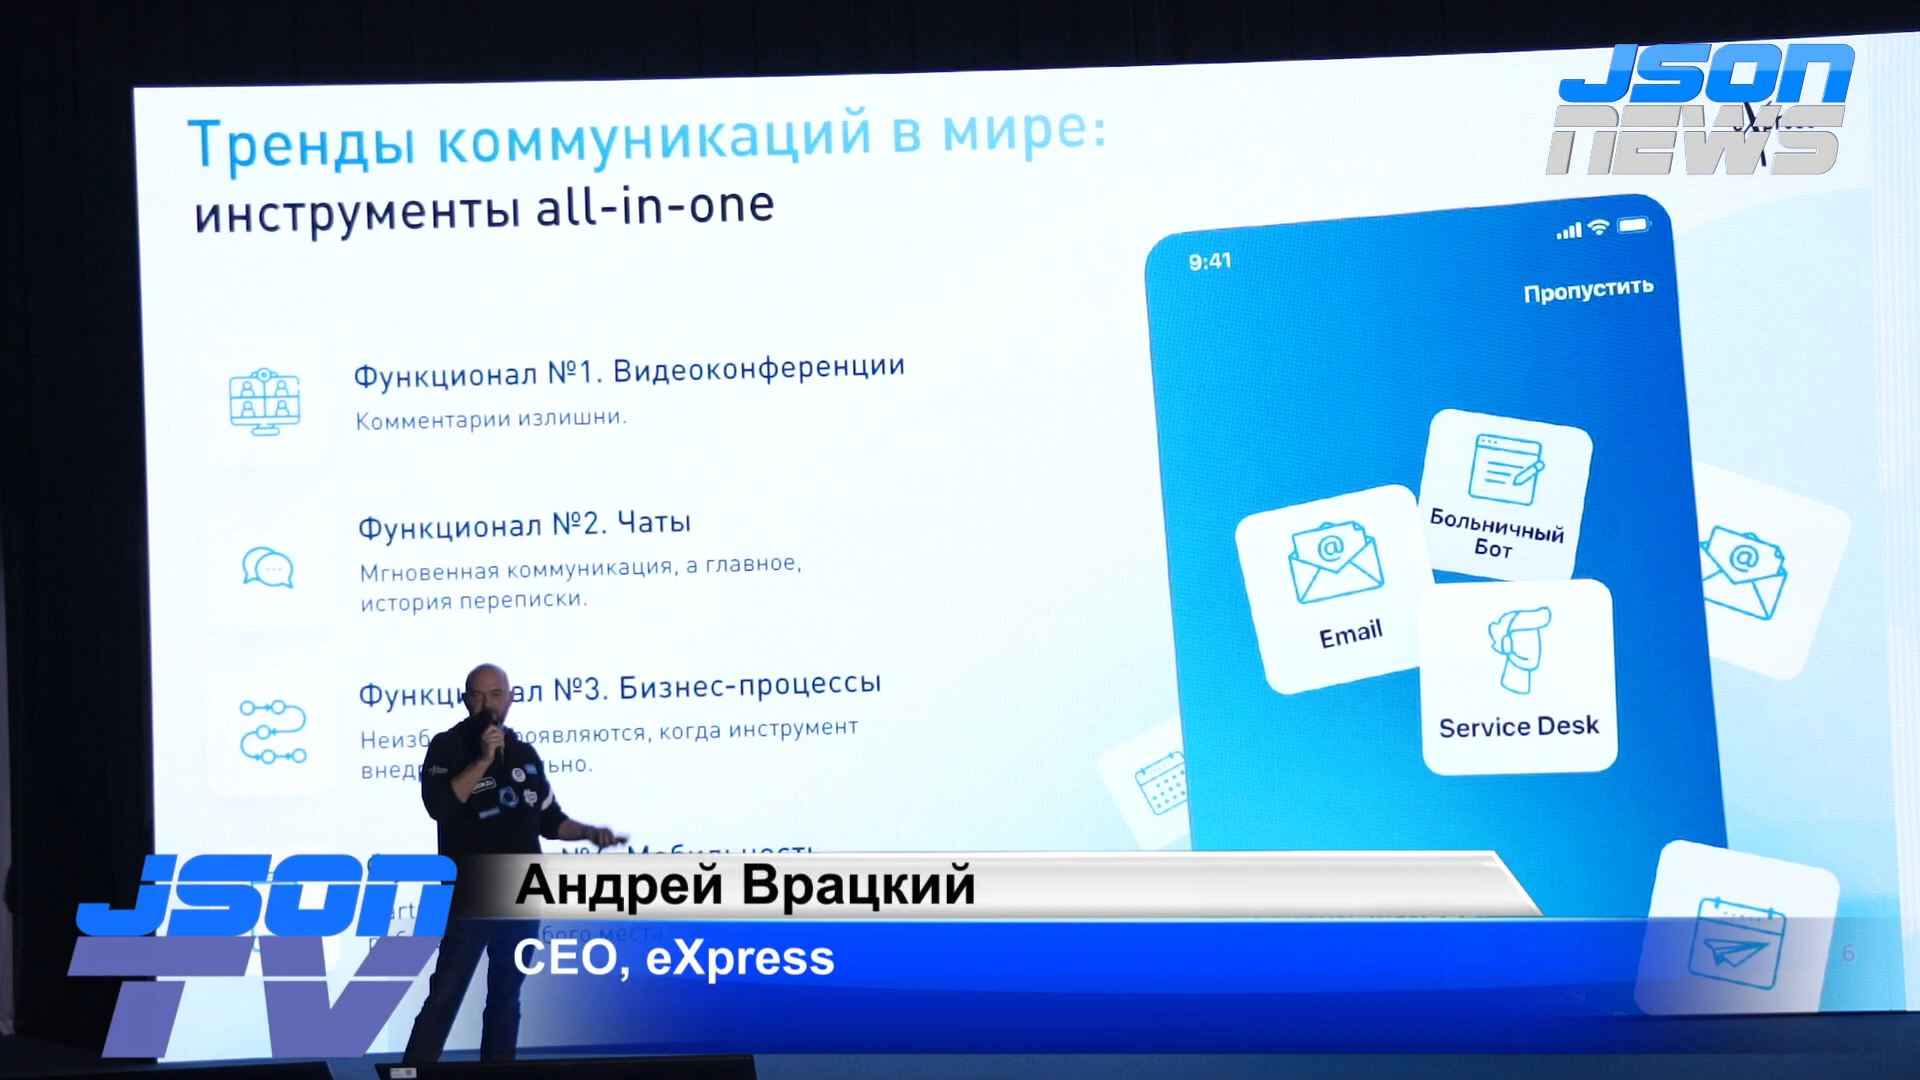 JSON
NEWS
Тренды коммуникаций в мире:
инструменты all-in-one
9:41
Пропустить
Функционал №1. Видеоконференции
Комментарии излишни.
Функционал №2. Чаты
Мгновенная коммуникация, а главное,
история переписки.
Больничный
Бот
Email
Service Desk
Бизнес-процессы
№3.
когда инструмент
JSON
TV
Андрей Врацкий
CEO, eXpress
6